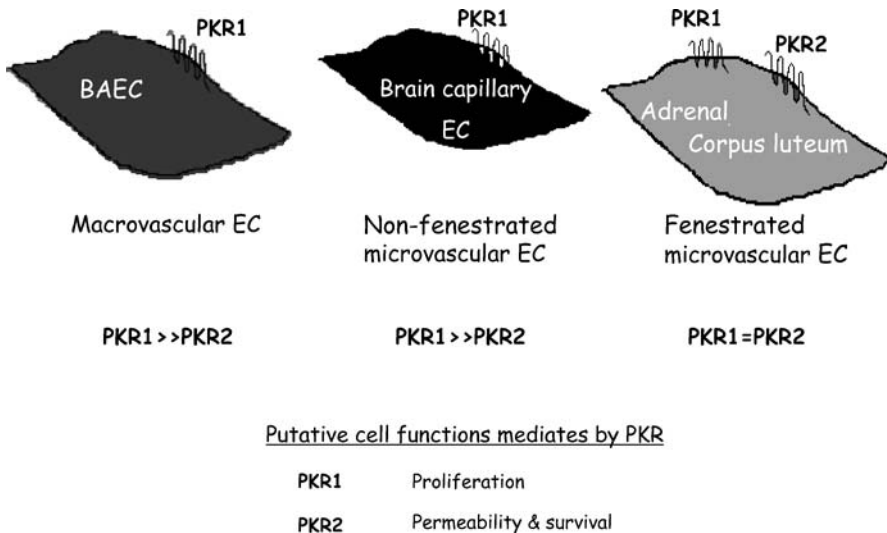 PKR1
PKR1
PKR1
PKR2
BAEC
Brain capillary
EC
Adrenal
Corpus luteum
Macrovascular EC
Non-fenestrated
microvascular EC
Fenestrated
microvascular EC
PKR1>>PKR2
PKR1>>PKR2
PKR1=PKR2
Putative cell functions mediates by PKR
PKR1 Proliferation
PKR2 Permeability & survival